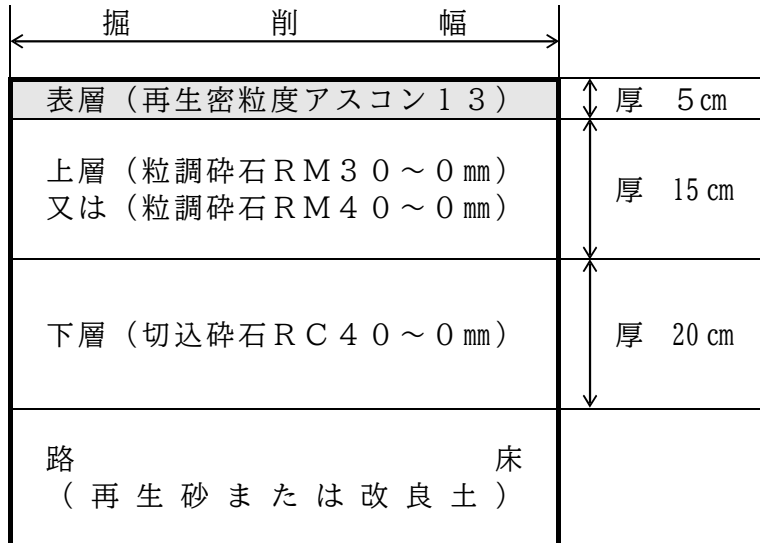 掘削幅
表層（再生密粒度アスコン１３）
厚 ５㎝
上層（粒調砕石ＲＭ３０～０㎜）
又は（粒調砕石ＲＭ４０～０㎜）
厚 15㎝
下層（切込砕石ＲＣ４０～０㎜）
厚 20㎝
路床
（再生砂または改良土）